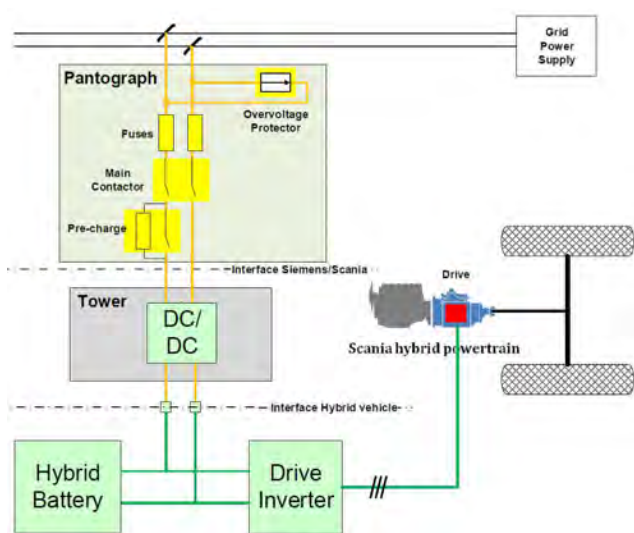 Grid
Power
Supply
Pantograph
Overvoltage
Protector
Fuses
Main
Contactor
Pre-charge
Interface Siemens/Scania
Tower
Drive
DC/
DC
Scania hybrid powertrain
Interface Hybrid vehicle
Hybrid
Battery
Drive
Inverter